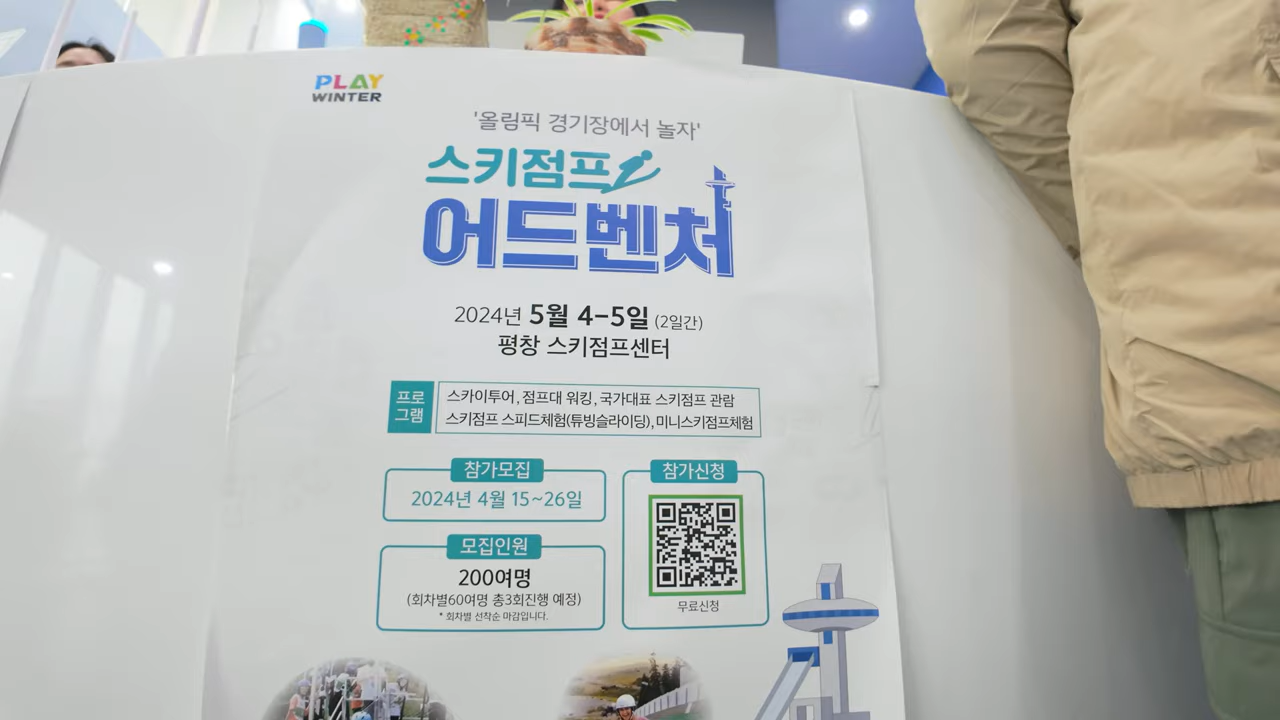 PLAY
WINTER
'올림픽 경기장에서 놀자'
스키점프
어드벤처
2024년 5월 4-5일 (2일간)
평창 스키점프센터
프로
그램
스카이투어, 점프대 워킹, 국가대표 스키점프 관람
스키점프 스피드체험(튜빙슬라이딩), 미니스키점프체험
참가모집
2024년 4월 15~26일
모집인원
200여명
(회차별60여명 총3회진행 예정)
* 회차별 선착순 마감입니다.
참가신청
무료신청